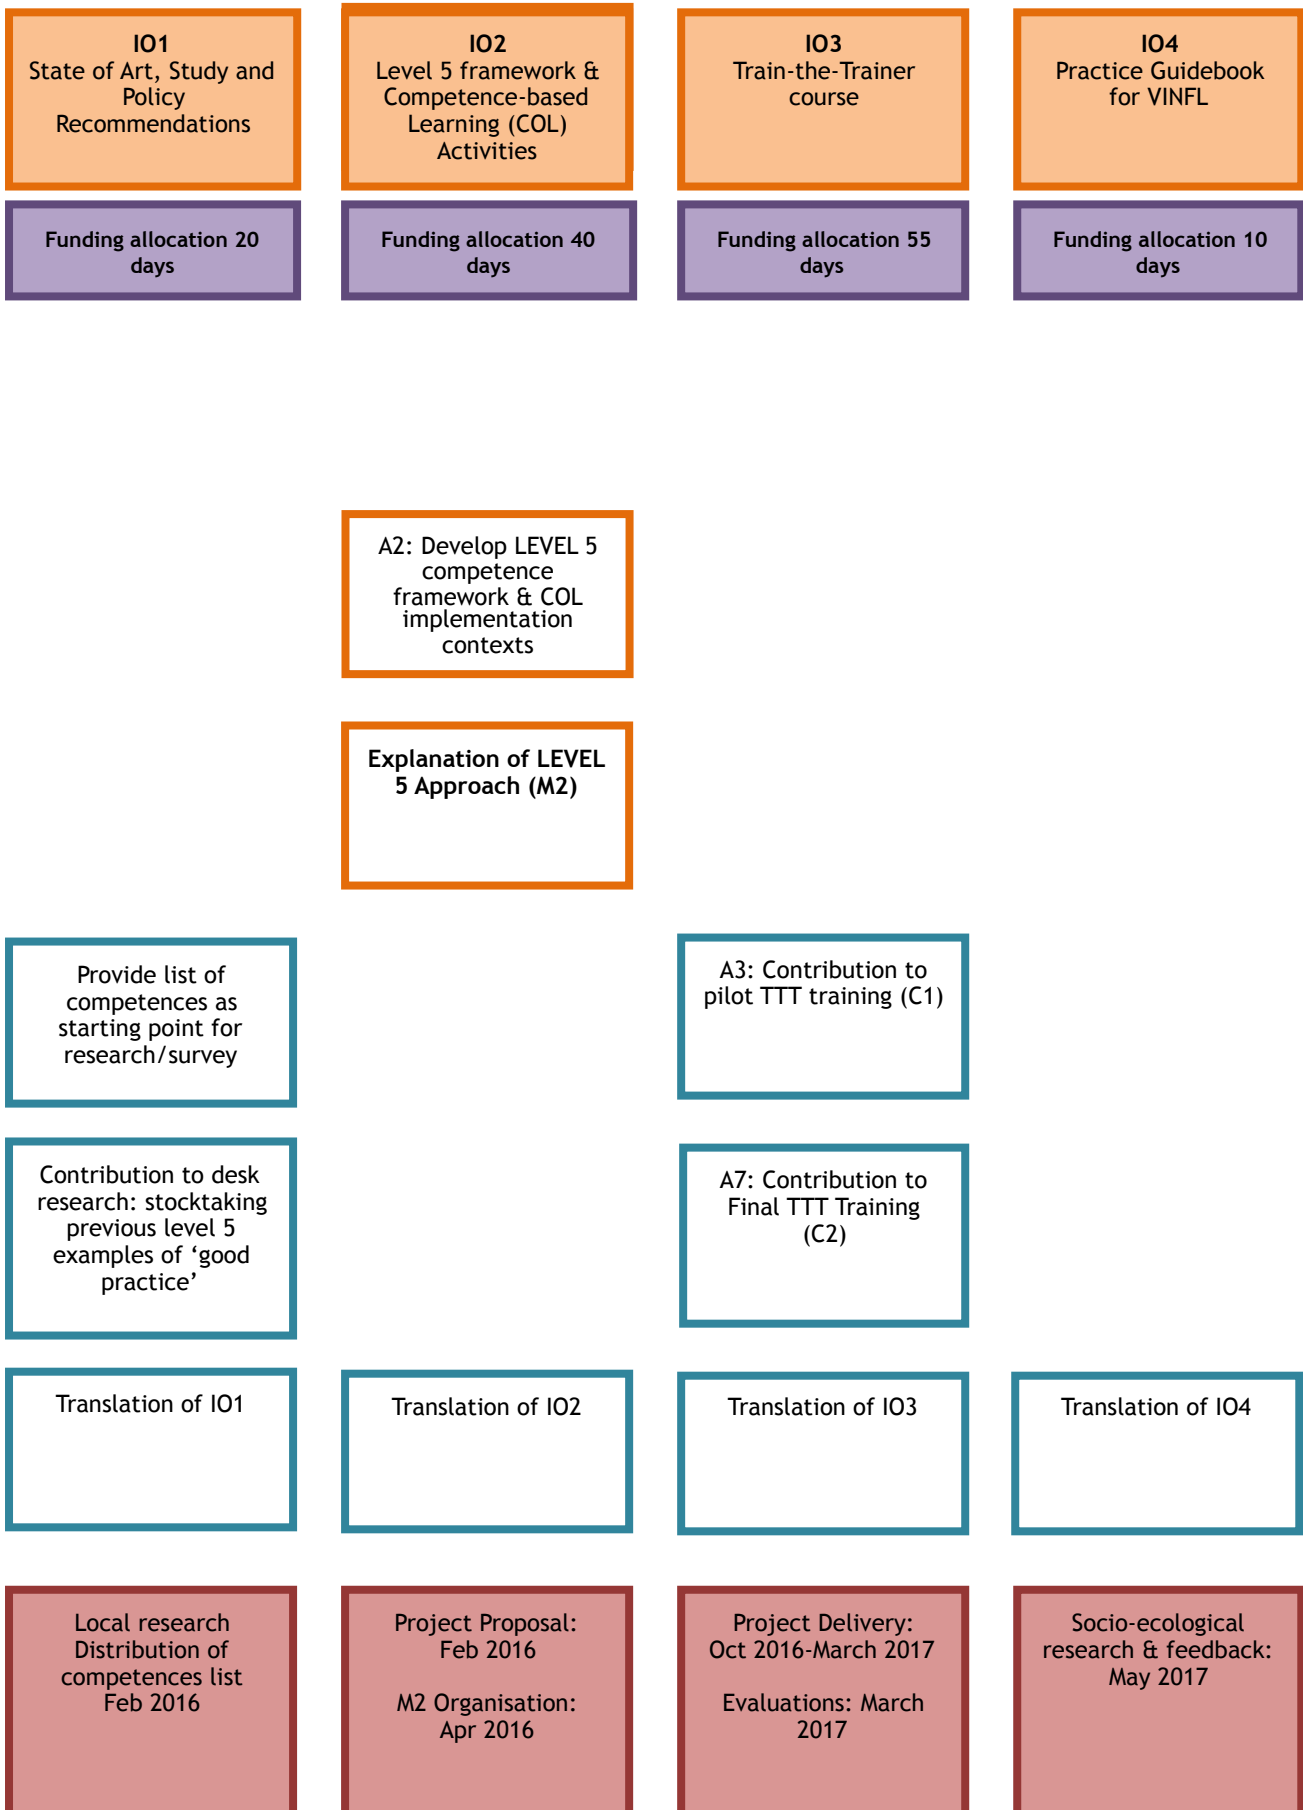 IO1
State of Art, Study and
Policy
Recommendations
IO2
Level 5 framework &
Competence-based
Learning (COL)
Activities
IO3
Train-the-Trainer
course
IO4
Practice Guidebook
for VINFL
Funding allocation 20
days
Funding allocation 40
days
Funding allocation 55
days
Funding allocation 10
days
A2: Develop LEVEL 5
competence
framework & COL
implementation
contexts
Explanation of LEVEL
5 Approach (M2)
Provide list of
competences as
starting point for
research/survey
A3: Contribution to
pilot TTT training (C1)
Contribution to desk
research: stocktaking
previous level 5
examples of ‘good
practice’
A7: Contribution to
Final TTT Training
(C2)
Translation of IO1
Translation of IO2
Translation of IO3
Translation of IO4
Local research
Distribution of
competences list
Feb 2016
Project Proposal:
Feb 2016
M2 Organisation:
Apr 2016
Project Delivery:
Oct 2016-March 2017
Evaluations: March
2017
Socio-ecological
research & feedback:
May 2017